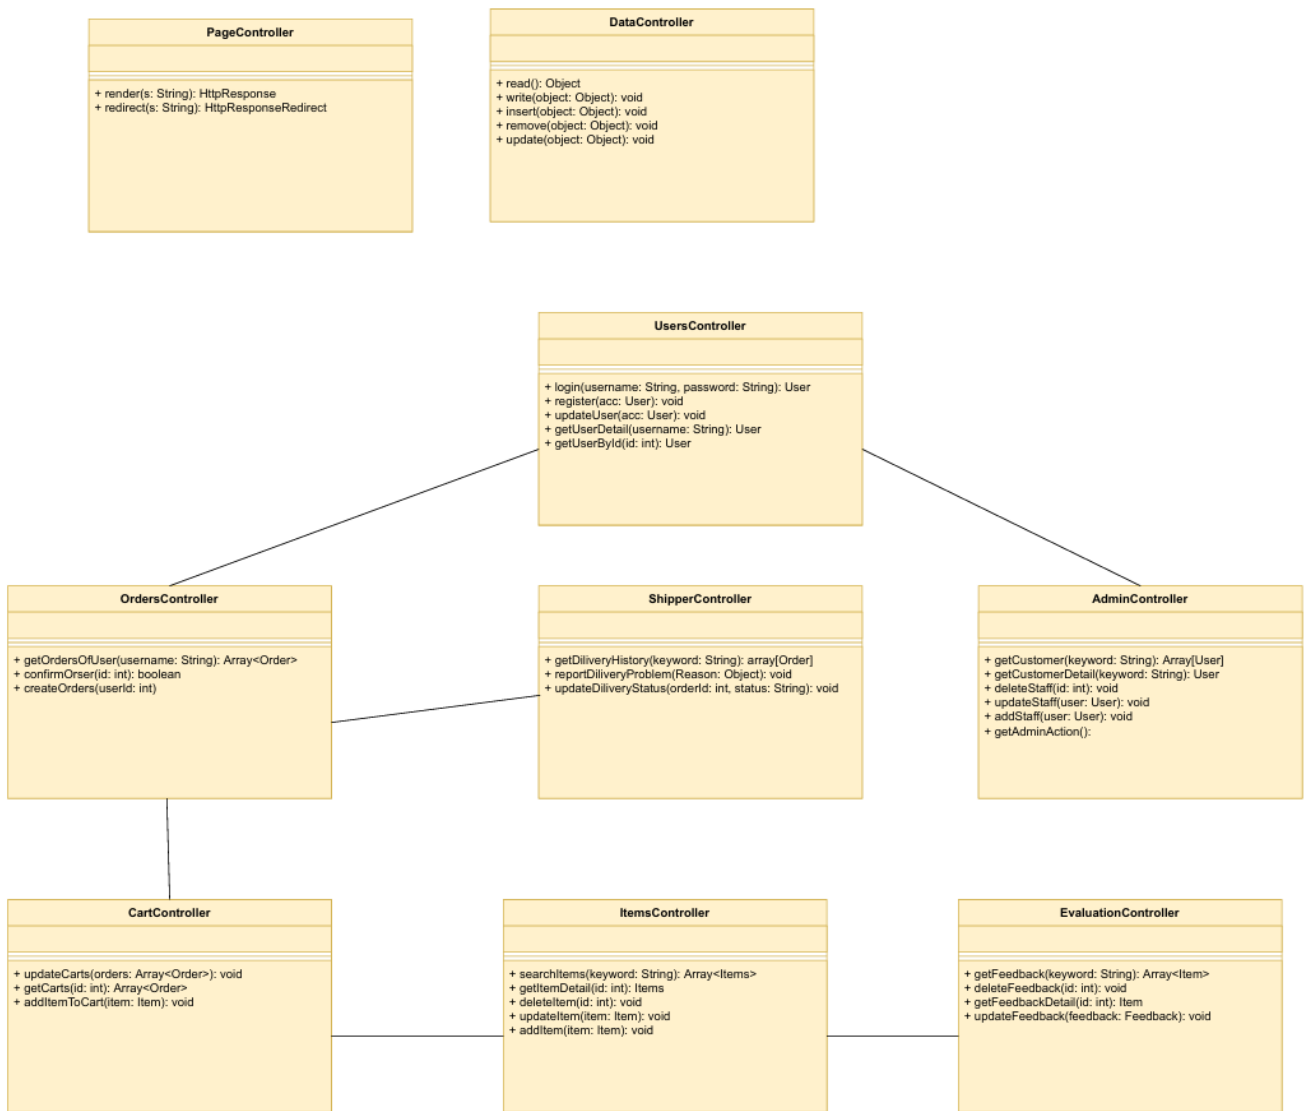 PageController
+ render(s: String): HttpResponse
+ redirect(s: String): HttpResponseRedirect
DataController
+ read(): Object
+ write(object: Object): void
+ insert(object: Object): void
+ remove(object: Object): void
+ update(object: Object): void
UsersController
+ login(username: String, password: String): User
+ register(acc: User): void
+ updateUser(acc: User): void
+ getUserDetail(username: String): User
+ getUserById(id: int): User
OrdersController
+ getOrdersOfUser(username: String): Array<Order>
+ confirmOrser(id: int): boolean
+ createOrders(userId: int)
ShipperController
+ getDiliveryHistory(keyword: String): array[Order]
+ reportDiliveryProblem(Reason: Object): void
+ updateDiliveryStatus(orderId: int, status: String): void
AdminController
+ getCustomer(keyword: String): Array[User]
+ getCustomerDetail(keyword: String): User
+ deleteStaff(id: int): void
+ updateStaff(user: User): void
+ addStaff(user: User): void
+ getAdminAction():
CartController
+ updateCarts(orders: Array<Order>): void
+ getCarts(id: int): Array<Order>
+ addItemToCart(item: Item): void
ItemsController
+ searchItems(keyword: String): Array<Items>
+ getItemDetail(id: int): Items
+ deleteItem(id: int): void
+ updateItem(item: Item): void
+ addItem(item: Item): void
EvaluationController
+ getFeedback(keyword: String): Array<Item>
+ deleteFeedback(id: int): void
+ getFeedbackDetail(id: int): Item
+ updateFeedback(feedback: Feedback): void